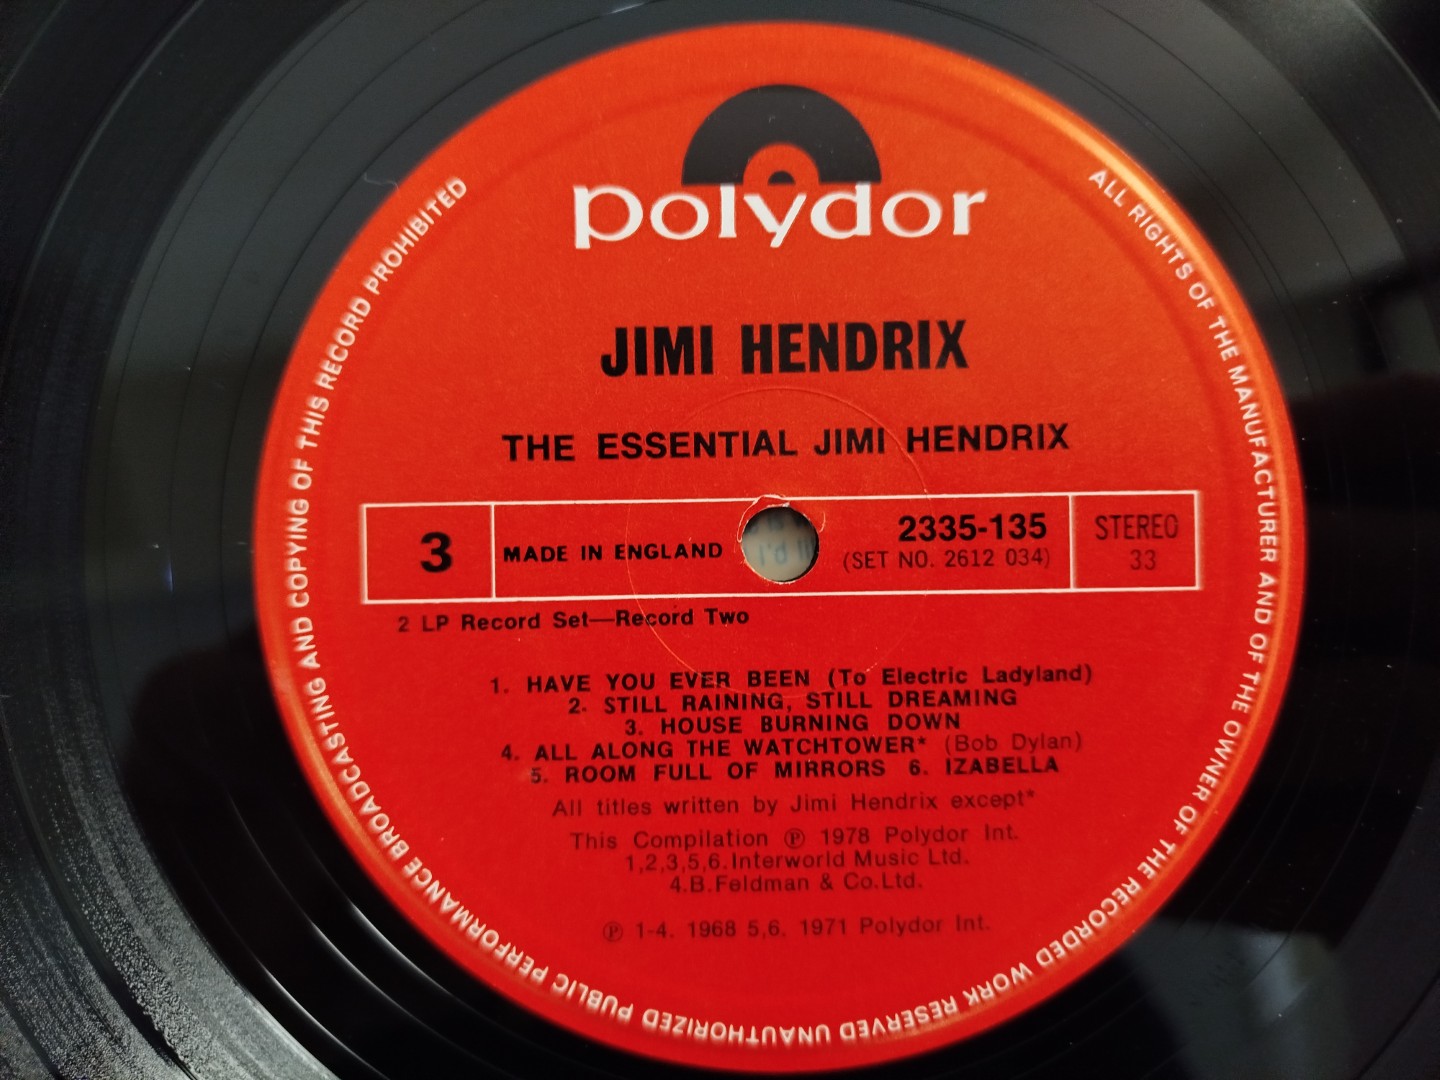 polydor
JIMI HENDRIX
THE ESSENTIAL JIMI HENDRIX
3
MADE IN ENGLAND
2335-135
(SET NO. 2612 034)
STEREO
33
2 LP Record Set—Record Two
1. HAVE YOU EVER BEEN (To Electric Ladyland)
2. STILL RAINING, STILL DREAMING
3. HOUSE BURNING DOWN
4. ALL ALONG THE WATCHTOWER* (Bob Dylan)
5. ROOM FULL OF MIRRORS 6. IZABELLA
All titles written by Jimi Hendrix except*
This Compilation ℗ 1978 Polydor Int.
1,2,3,5,6.Interworld Music Ltd.
4.B.Feldman & Co.Ltd.
℗ 1-4. 1968 5,6. 1971 Polydor Int.
ALL RIGHTS OF THE MANUFACTURER AND OF THE OWNER OF THE RECORDED WORK RESERVED UNAUTHORIZED PUBLIC PERFORMANCE BROADCASTING AND COPYING OF THIS RECORD PROHIBITED